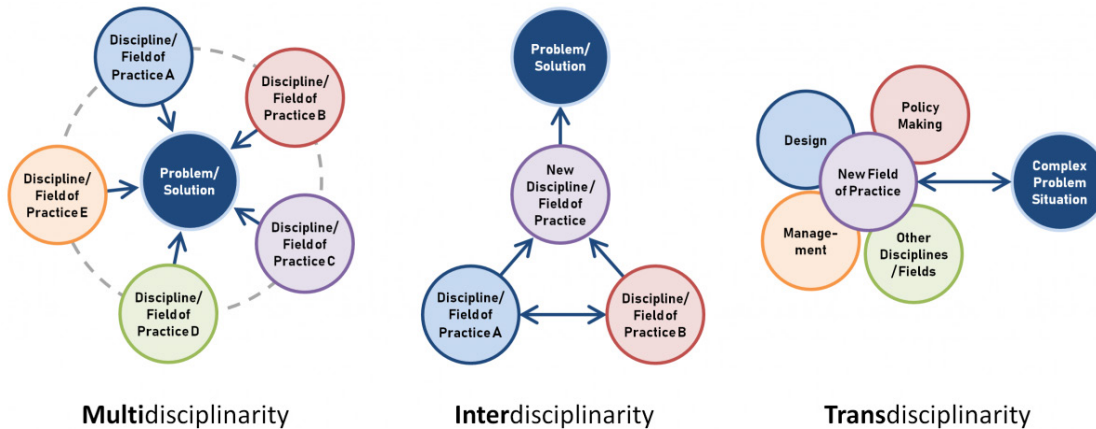 Discipline/
Field of
Practice A
Discipline/
Field of
Practice B
Problem/
Solution
Discipline/
Field of
Practice E
Discipline/
Field of
Practice C
Discipline/
Field of
Practice D
Multidisciplinarity
Problem/
Solution
New
Discipline/
Field of
Practice
Discipline/
Field of
Practice A
Discipline/
Field of
Practice B
Interdisciplinarity
Policy
Making
Design
New Field
of Practice
Complex
Problem
Situation
Manage-
ment
Other
Disciplines
/Fields
Transdisciplinarity